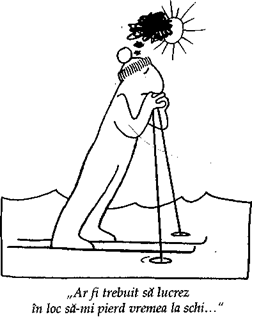 „Ar fi trebuit să lucrez
în loc să-mi pierd vremea la schi...“